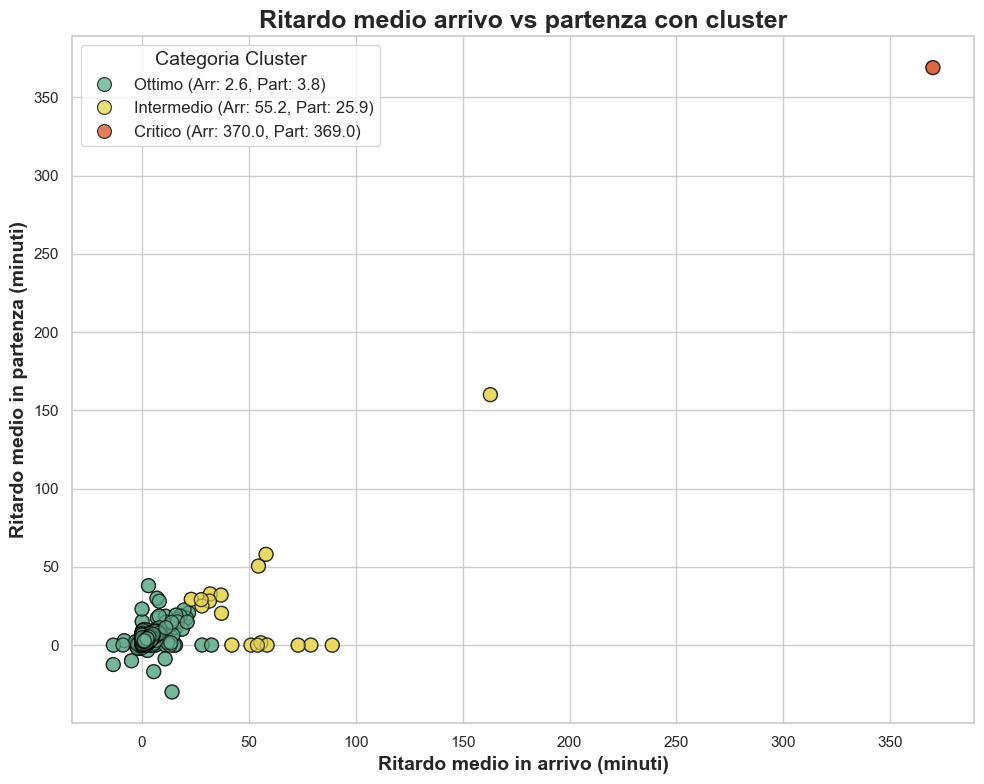 Ritardo medio arrivo vs partenza con cluster
Categoria Cluster
Ottimo (Arr: 2.6, Part: 3.8)
Intermedio (Arr: 55.2, Part: 25.9)
Critico (Arr: 370.0, Part: 369.0)
Ritardo medio in partenza (minuti)
350
300
250
200
150
100
50
0
0 50 100 150 200 250 300 350
Ritardo medio in arrivo (minuti)